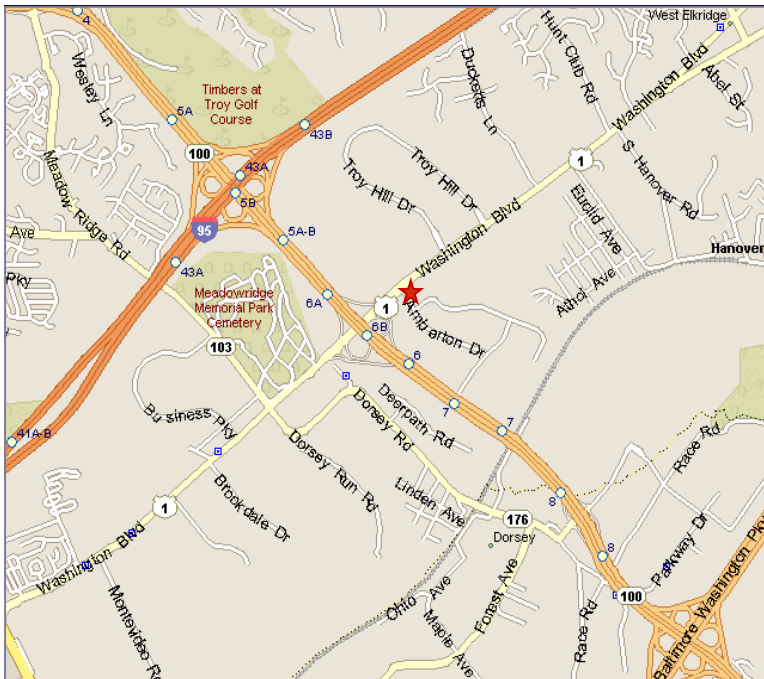 4
West Elkridge
Wesley Ln
Timbers at
Troy Golf
Course
Ducketts Ln
Hunt Club Rd
Abel St
5A
43B
Washington Blvd
100
Meadow Ridge Rd
43A
5B
Troy Hill Dr
Troy Hill Dr
1
S Hanover Rd
Euclid Ave
95
Ave
5A-B
Washington Blvd
Hanover
43A
Pky
Meadowridge
Memorial Park
Cemetery
6A
1
Amberton Dr
Athol Ave
6B
103
6
Business Pky
Dorsey Rd
Deerpath Rd
7
7
41A-B
Dorsey Run Rd
Race Rd
Brookdale Dr
Linden Ave
8
1
176
Dorsey
Parkway Dr
8
Washington Blvd
Montevideo Rd
Ohio Ave
Maple Ave
Forest Ave
Race Rd
100
Baltimore Washington Pkwy